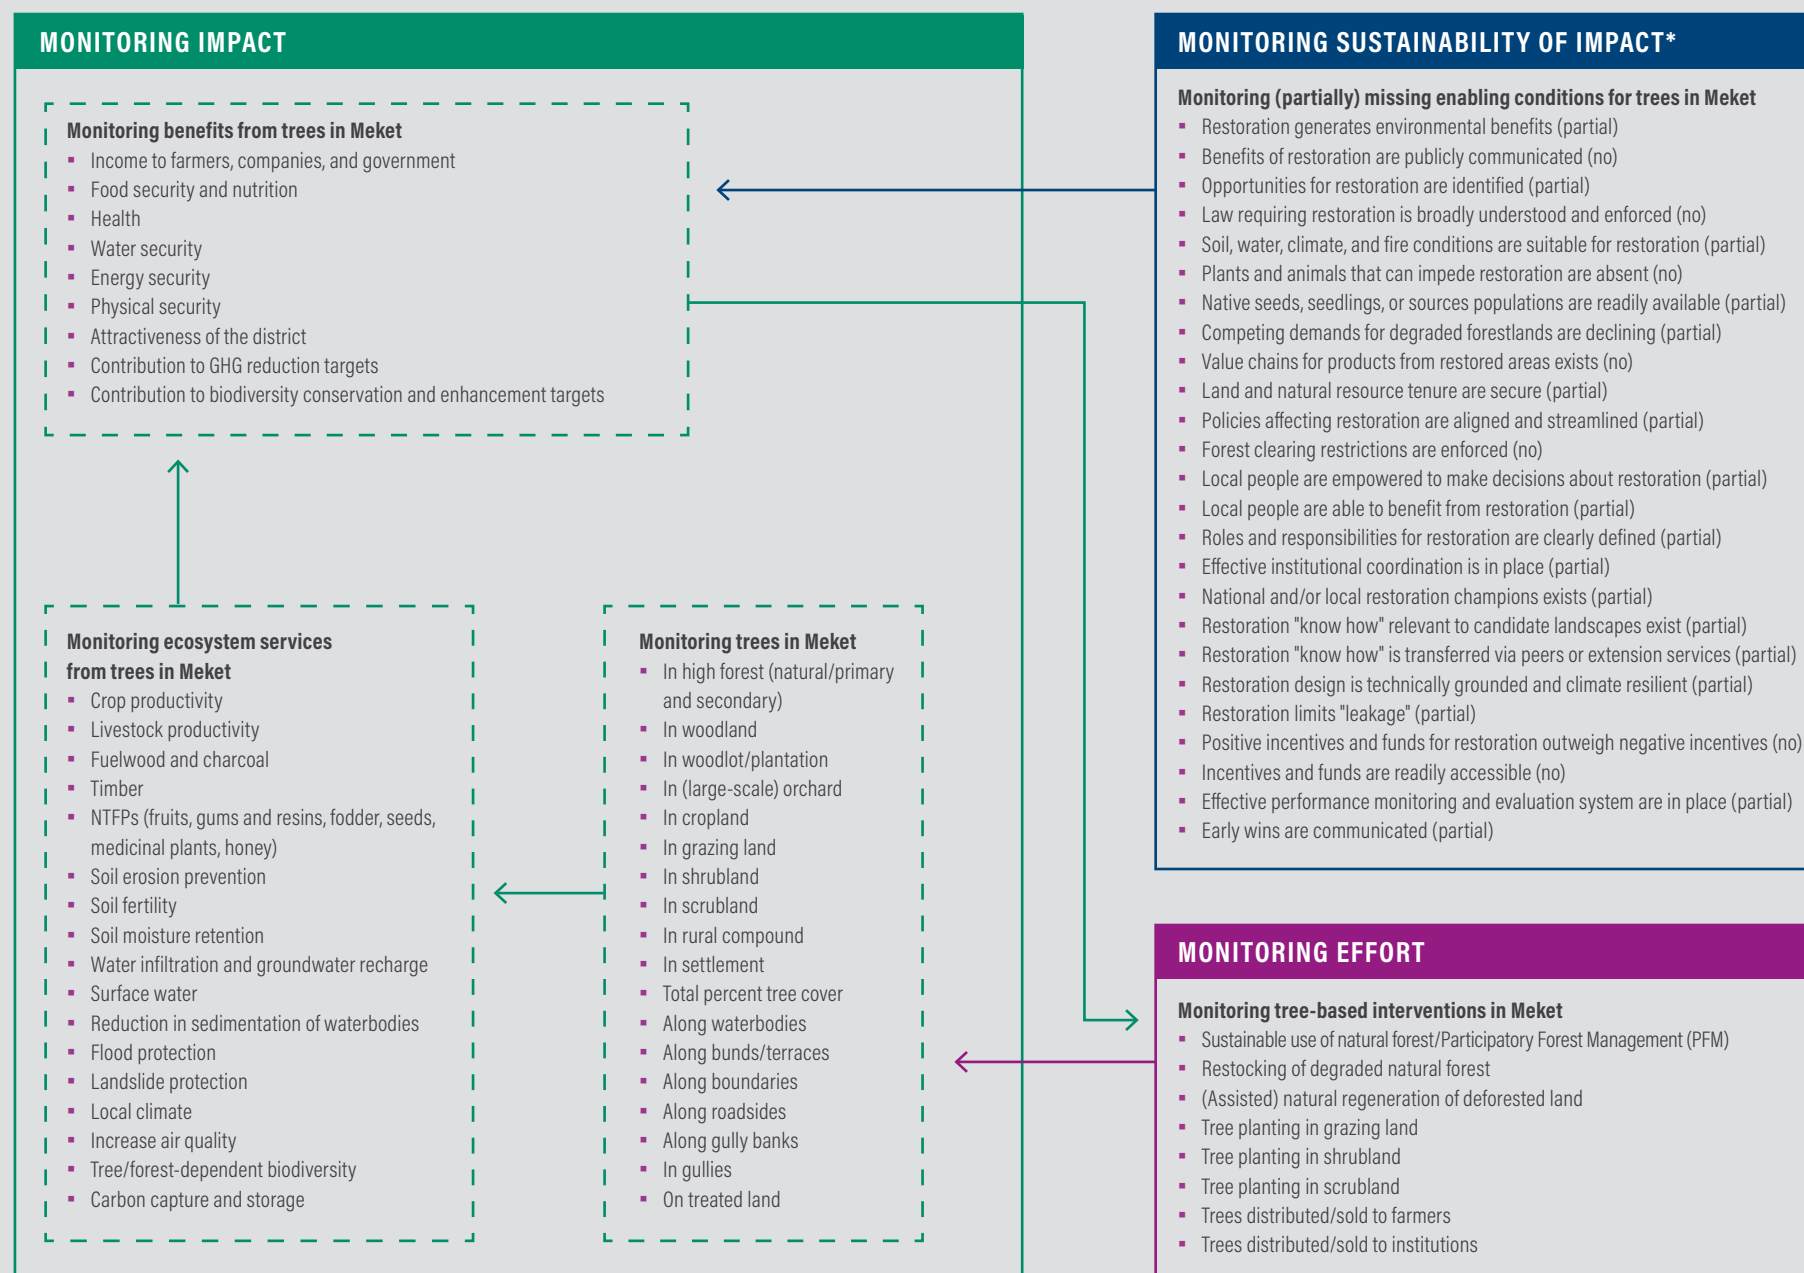 MONITORING IMPACT
Monitoring benefits from trees in Meket
▪ Income to farmers, companies, and government
▪ Food security and nutrition
▪ Health
▪ Water security
▪ Energy security
▪ Physical security
▪ Attractiveness of the district
▪ Contribution to GHG reduction targets
▪ Contribution to biodiversity conservation and enhancement targets
Monitoring ecosystem services
from trees in Meket
▪ Crop productivity
▪ Livestock productivity
▪ Fuelwood and charcoal
▪ Timber
▪ NTFPs (fruits, gums and resins, fodder, seeds,
medicinal plants, honey)
▪ Soil erosion prevention
▪ Soil fertility
▪ Soil moisture retention
▪ Water infiltration and groundwater recharge
▪ Surface water
▪ Reduction in sedimentation of waterbodies
▪ Flood protection
▪ Landslide protection
▪ Local climate
▪ Increase air quality
▪ Tree/forest-dependent biodiversity
▪ Carbon capture and storage
Monitoring trees in Meket
▪ In high forest (natural/primary
and secondary)
▪ In woodland
▪ In woodlot/plantation
▪ In (large-scale) orchard
▪ In cropland
▪ In grazing land
▪ In shrubland
▪ In scrubland
▪ In rural compound
▪ In settlement
▪ Total percent tree cover
▪ Along waterbodies
▪ Along bunds/terraces
▪ Along boundaries
▪ Along roadsides
▪ Along gully banks
▪ In gullies
▪ On treated land
MONITORING SUSTAINABILITY OF IMPACT*
Monitoring (partially) missing enabling conditions for trees in Meket
▪ Restoration generates environmental benefits (partial)
▪ Benefits of restoration are publicly communicated (no)
▪ Opportunities for restoration are identified (partial)
▪ Law requiring restoration is broadly understood and enforced (no)
▪ Soil, water, climate, and fire conditions are suitable for restoration (partial)
▪ Plants and animals that can impede restoration are absent (no)
▪ Native seeds, seedlings, or sources populations are readily available (partial)
▪ Competing demands for degraded forestlands are declining (partial)
▪ Value chains for products from restored areas exists (no)
▪ Land and natural resource tenure are secure (partial)
▪ Policies affecting restoration are aligned and streamlined (partial)
▪ Forest clearing restrictions are enforced (no)
▪ Local people are empowered to make decisions about restoration (partial)
▪ Local people are able to benefit from restoration (partial)
▪ Roles and responsibilities for restoration are clearly defined (partial)
▪ Effective institutional coordination is in place (partial)
▪ National and/or local restoration champions exists (partial)
▪ Restoration "know how" relevant to candidate landscapes exist (partial)
▪ Restoration "know how" is transferred via peers or extension services (partial)
▪ Restoration design is technically grounded and climate resilient (partial)
▪ Restoration limits "leakage" (partial)
▪ Positive incentives and funds for restoration outweigh negative incentives (no)
▪ Incentives and funds are readily accessible (no)
▪ Effective performance monitoring and evaluation system are in place (partial)
▪ Early wins are communicated (partial)
MONITORING EFFORT
Monitoring tree-based interventions in Meket
▪ Sustainable use of natural forest/Participatory Forest Management (PFM)
▪ Restocking of degraded natural forest
▪ (Assisted) natural regeneration of deforested land
▪ Tree planting in grazing land
▪ Tree planting in shrubland
▪ Tree planting in scrubland
▪ Trees distributed/sold to farmers
▪ Trees distributed/sold to institutions